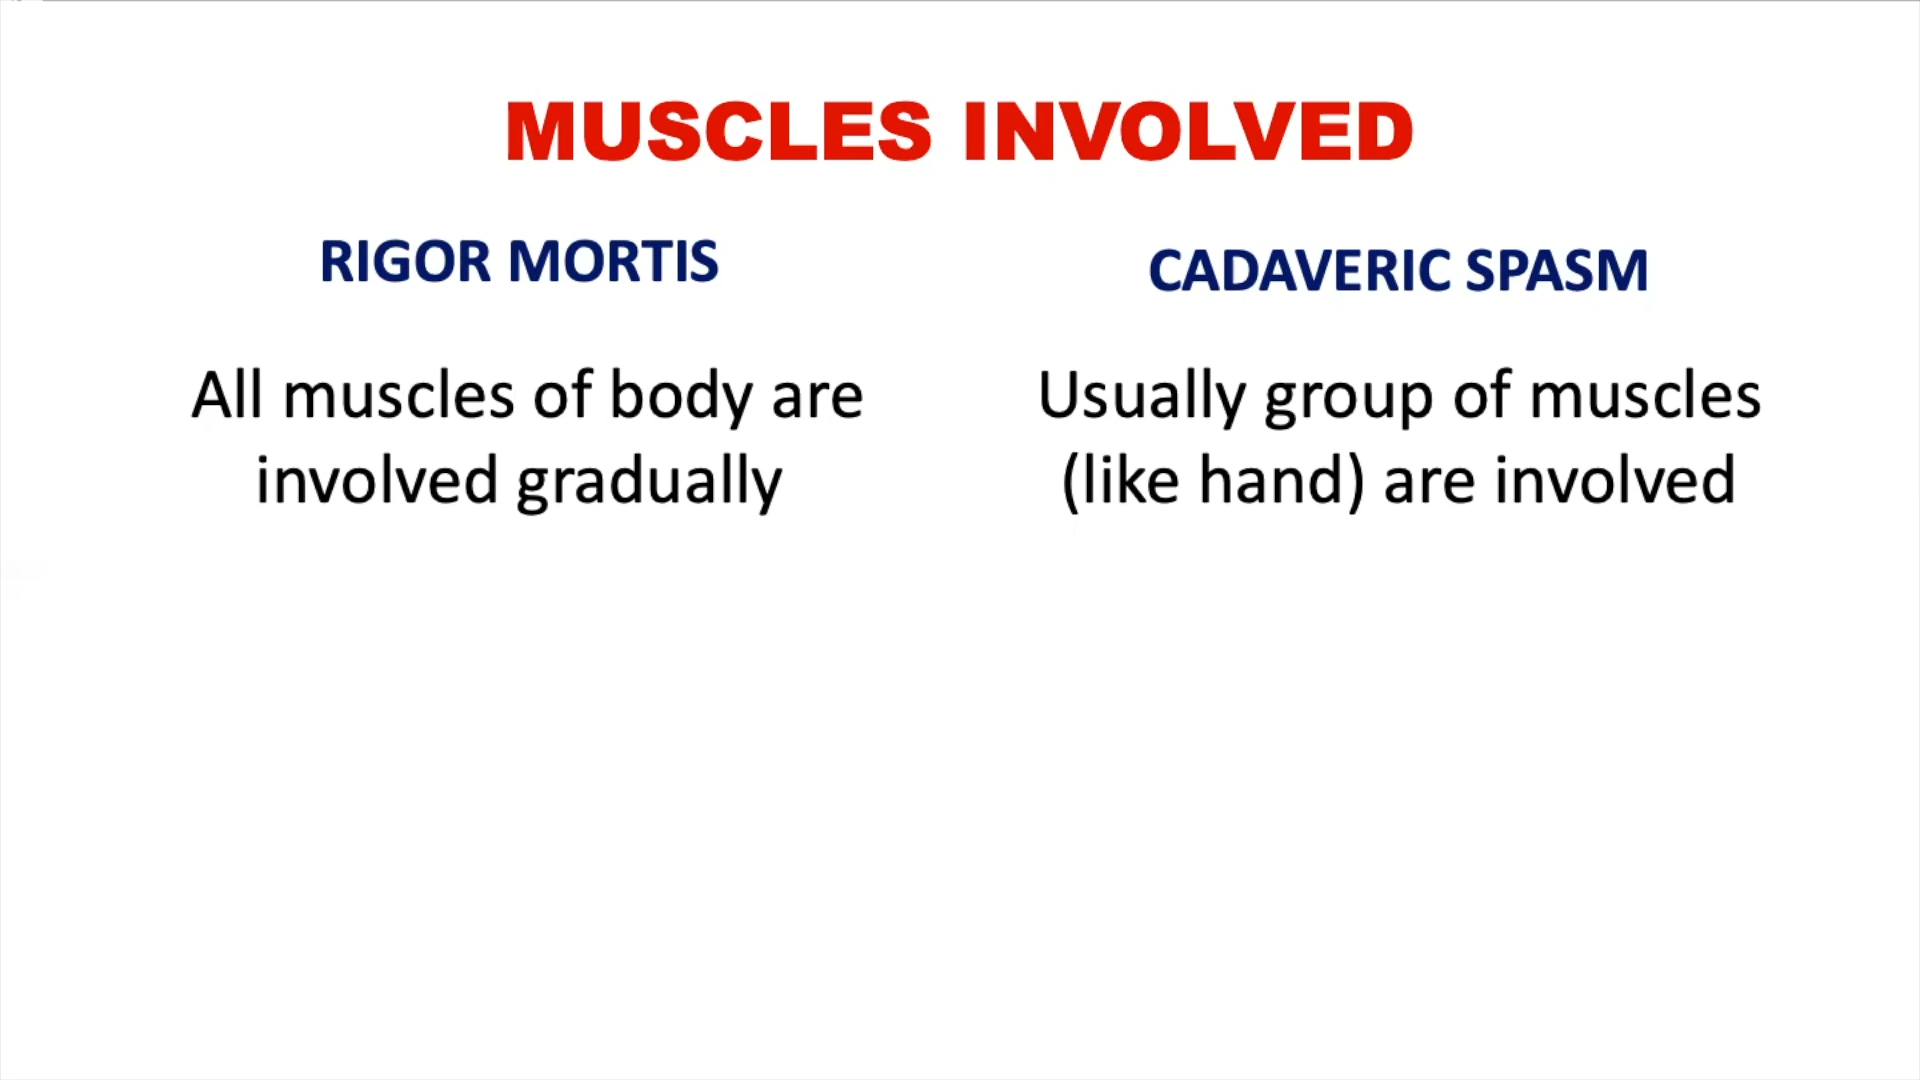 MUSCLES INVOLVED
RIGOR MORTIS
All muscles of body are
involved gradually
CADAVERIC SPASM
Usually group of muscles
(like hand) are involved